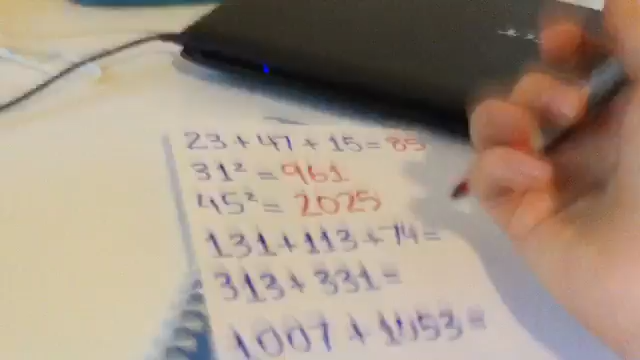 23 + 47 + 15 = 85
31² = 961
45² = 2025
131 + 113 + 74 =
313 + 331 =
1007 + 1053 =